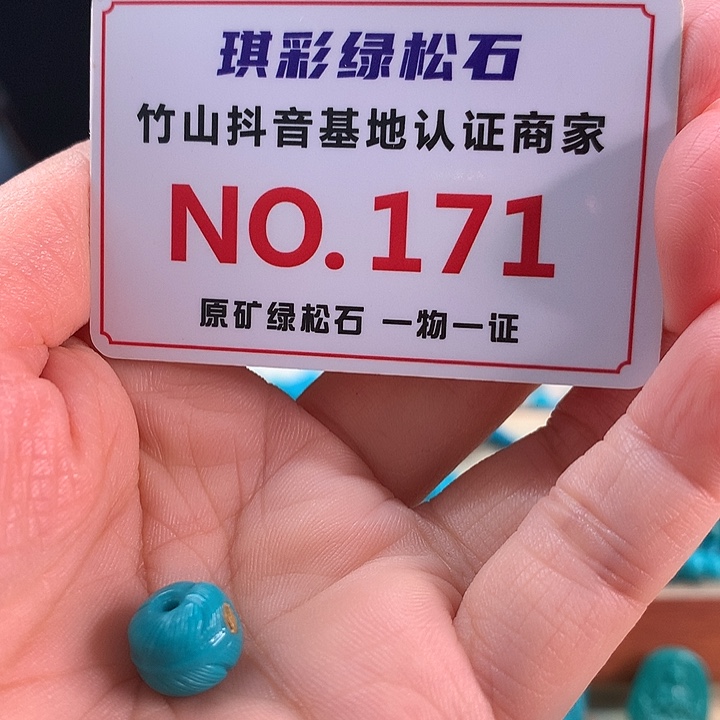 琪彩绿松石
竹山抖音基地认证商家
NO.171
原矿绿松石 一物一证